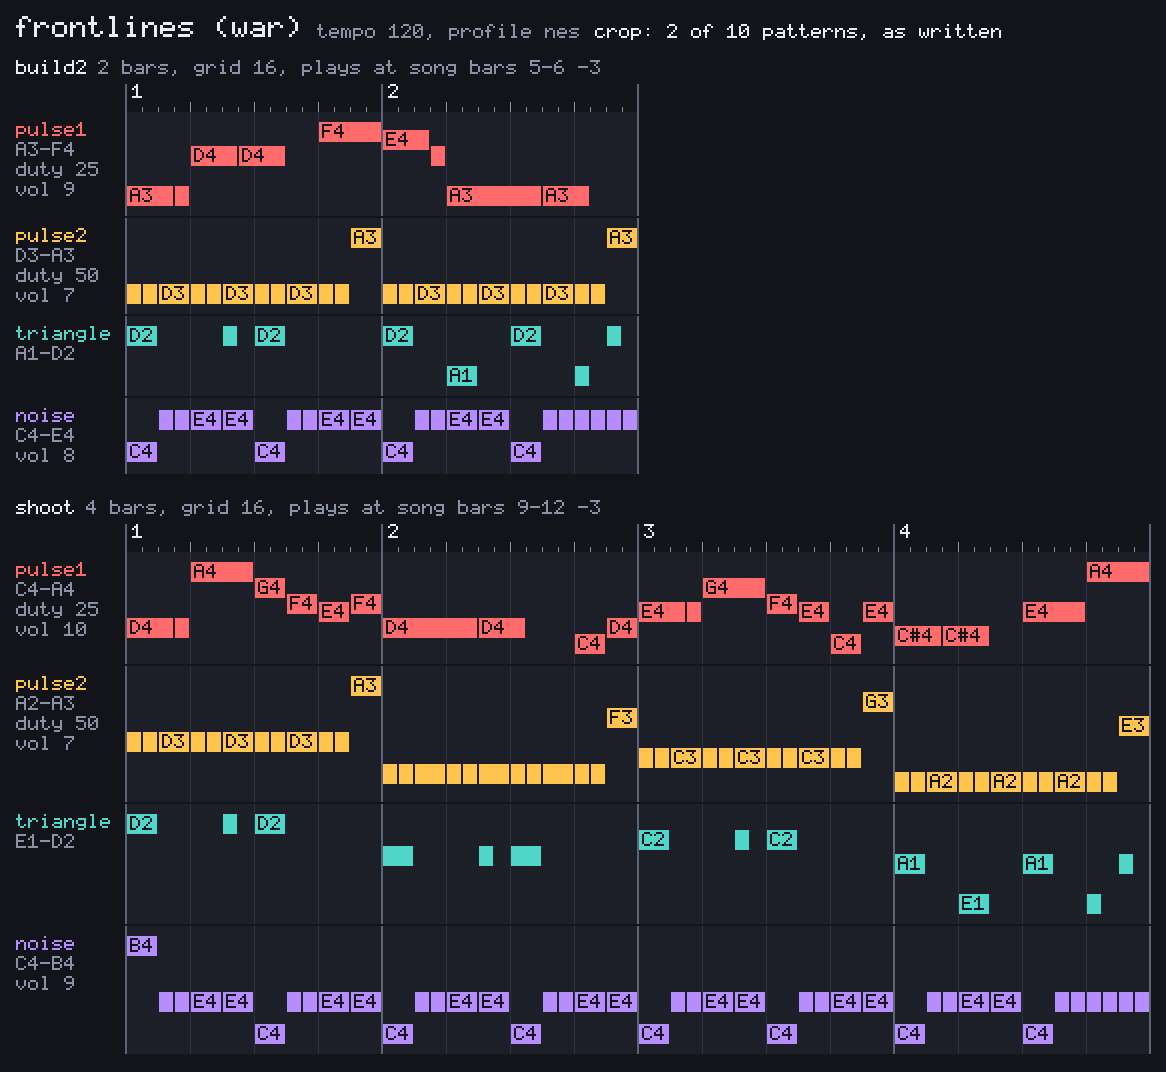 frontlines (war) tempo 120, profile nes crop: 2 of 10 patterns, as written
build2 2 bars, grid 16, plays at song bars 5-6 -3
1 2
pulse1
A3-F4
duty 25
vol 9
F4
E4
D4 D4
A3 A3 A3
pulse2
D3-A3
duty 50
vol 7
A3 A3
D3 D3 D3 D3 D3 D3
triangle
A1-D2
D2 D2 D2 D2
A1
noise
C4-E4
vol 8
E4 E4 E4 E4 E4 E4
C4 C4 C4 C4
shoot 4 bars, grid 16, plays at song bars 9-12 -3
1 2 3 4
pulse1
C4-A4
duty 25
vol 10
A4 A4
G4 G4
F4 F4 F4
E4 E4 E4 E4 E4
D4 D4 D4 D4
C#4 C#4
C4 C4
pulse2
A2-A3
duty 50
vol 7
A3
G3
F3
E3
D3 D3 D3
C3 C3 C3
A2 A2 A2
triangle
E1-D2
D2 D2
C2 C2
A1 A1
E1
noise
C4-B4
vol 9
B4
E4 E4 E4 E4 E4 E4 E4 E4 E4 E4 E4 E4 E4 E4
C4 C4 C4 C4 C4 C4 C4